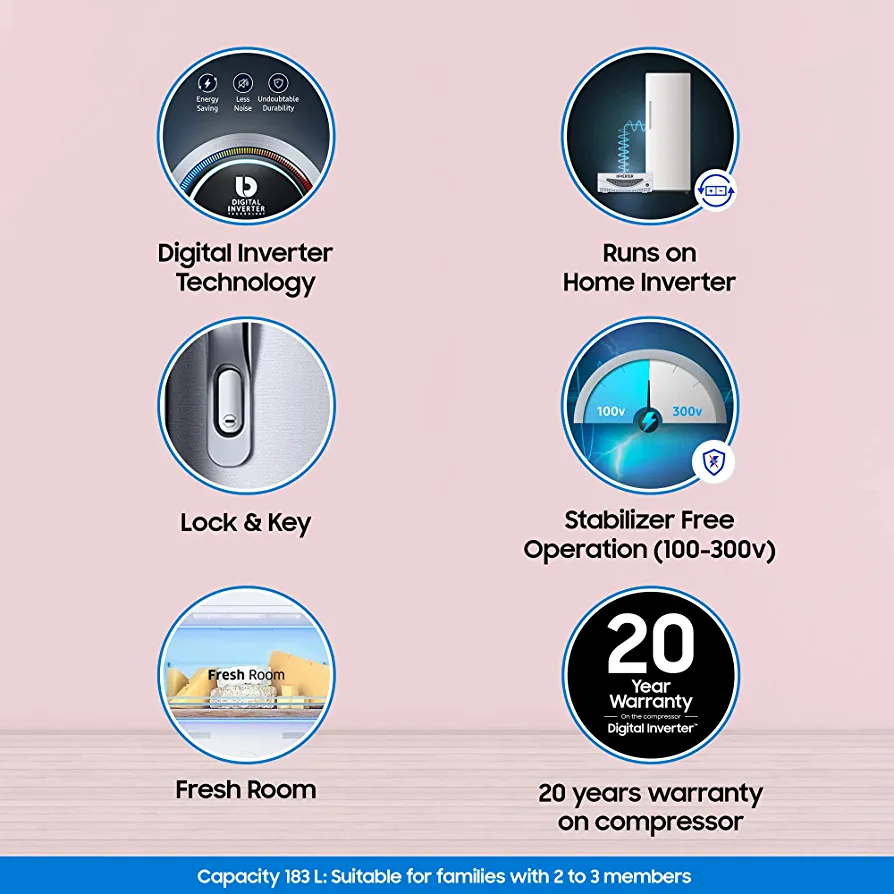 Energy Saving
Less Noise
Undoubtable Durability
DIGITAL
INVERTER
TECHNOLOGY
Digital Inverter
Technology
INVERTER
Runs on
Home Inverter
Lock & Key
100v
300v
Stabilizer Free
Operation (100-300v)
Fresh Room
Fresh Room
20
Year
Warranty
On the compressor
Digital Inverter™
20 years warranty
on compressor
Capacity 183 L: Suitable for families with 2 to 3 members